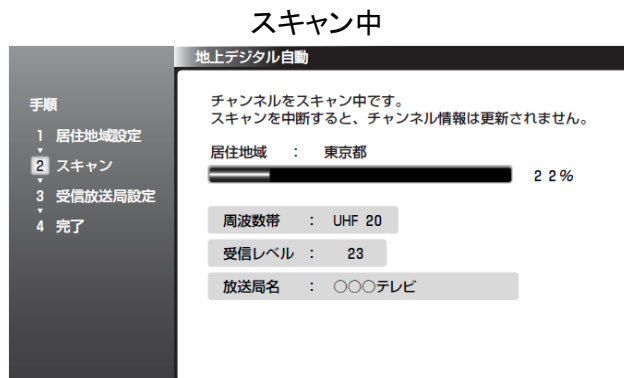 スキャン中
地上デジタル自動
手順
1 居住地域設定
2 スキャン
3 受信放送局設定
4 完了
チャンネルをスキャン中です。
スキャンを中断すると、チャンネル情報は更新されません。
居住地域 : 東京都
22%
周波数帯 : UHF 20
受信レベル : 23
放送局名 : ○○○テレビ